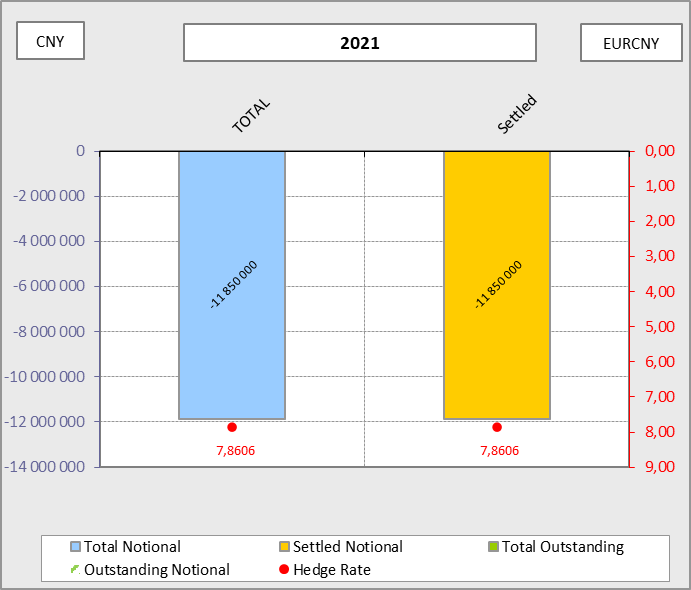 CNY
2021
EURCNY
TOTAL
Settled
0
-2 000 000
-4 000 000
-6 000 000
-8 000 000
-10 000 000
-12 000 000
-14 000 000
-11 850 000
-11 850 000
7,8606
7,8606
0,00
1,00
2,00
3,00
4,00
5,00
6,00
7,00
8,00
9,00
Total Notional
Settled Notional
Total Outstanding
Outstanding Notional
Hedge Rate